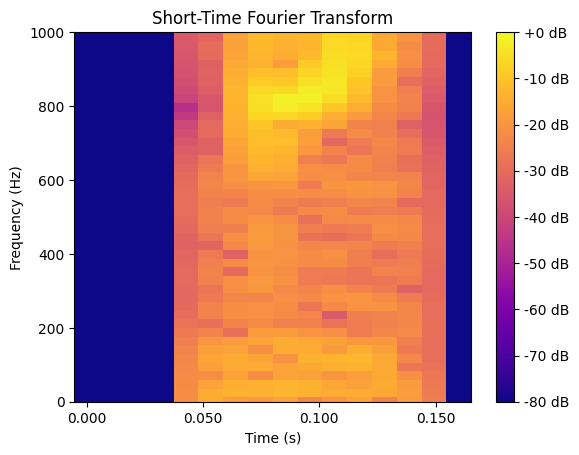 Short-Time Fourier Transform
1000
800
600
400
200
0
Frequency (Hz)
0.000
0.050
0.100
0.150
Time (s)
+0 dB
-10 dB
-20 dB
-30 dB
-40 dB
-50 dB
-60 dB
-70 dB
-80 dB